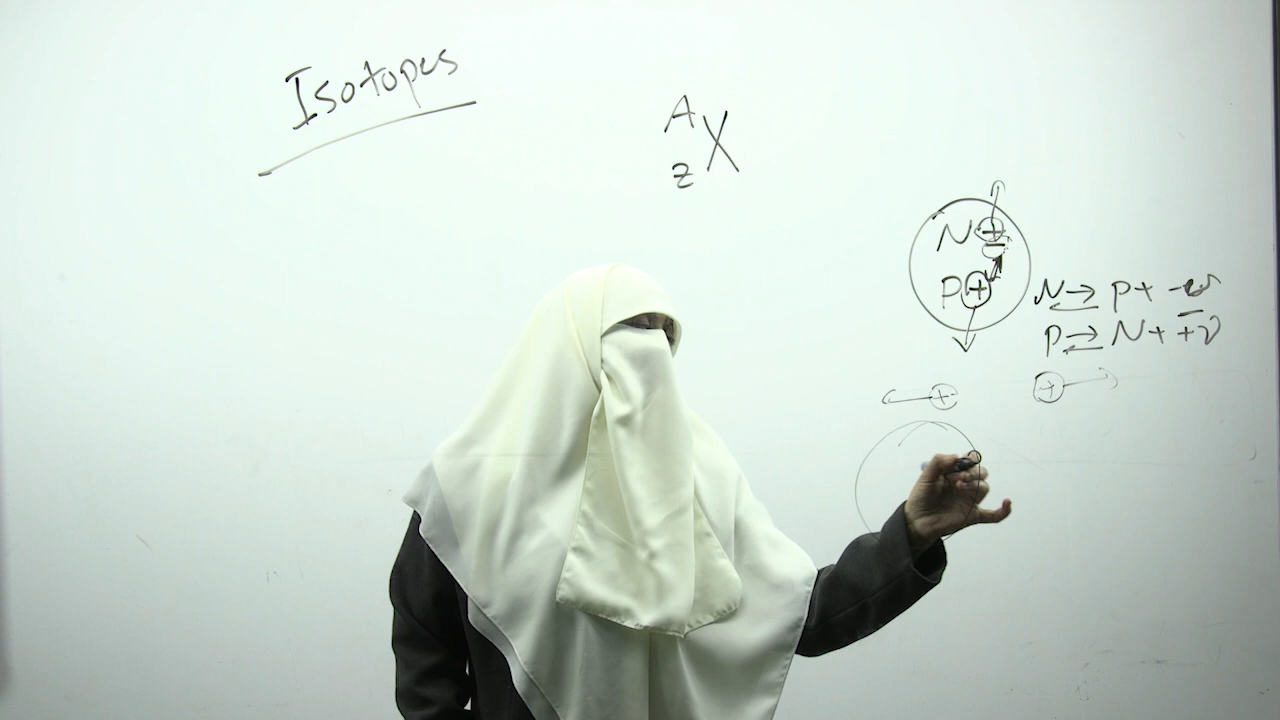 Isotopes
A
Z X
N +
-
P +
N ⇄ P +
P ⇄ N + +
+ +